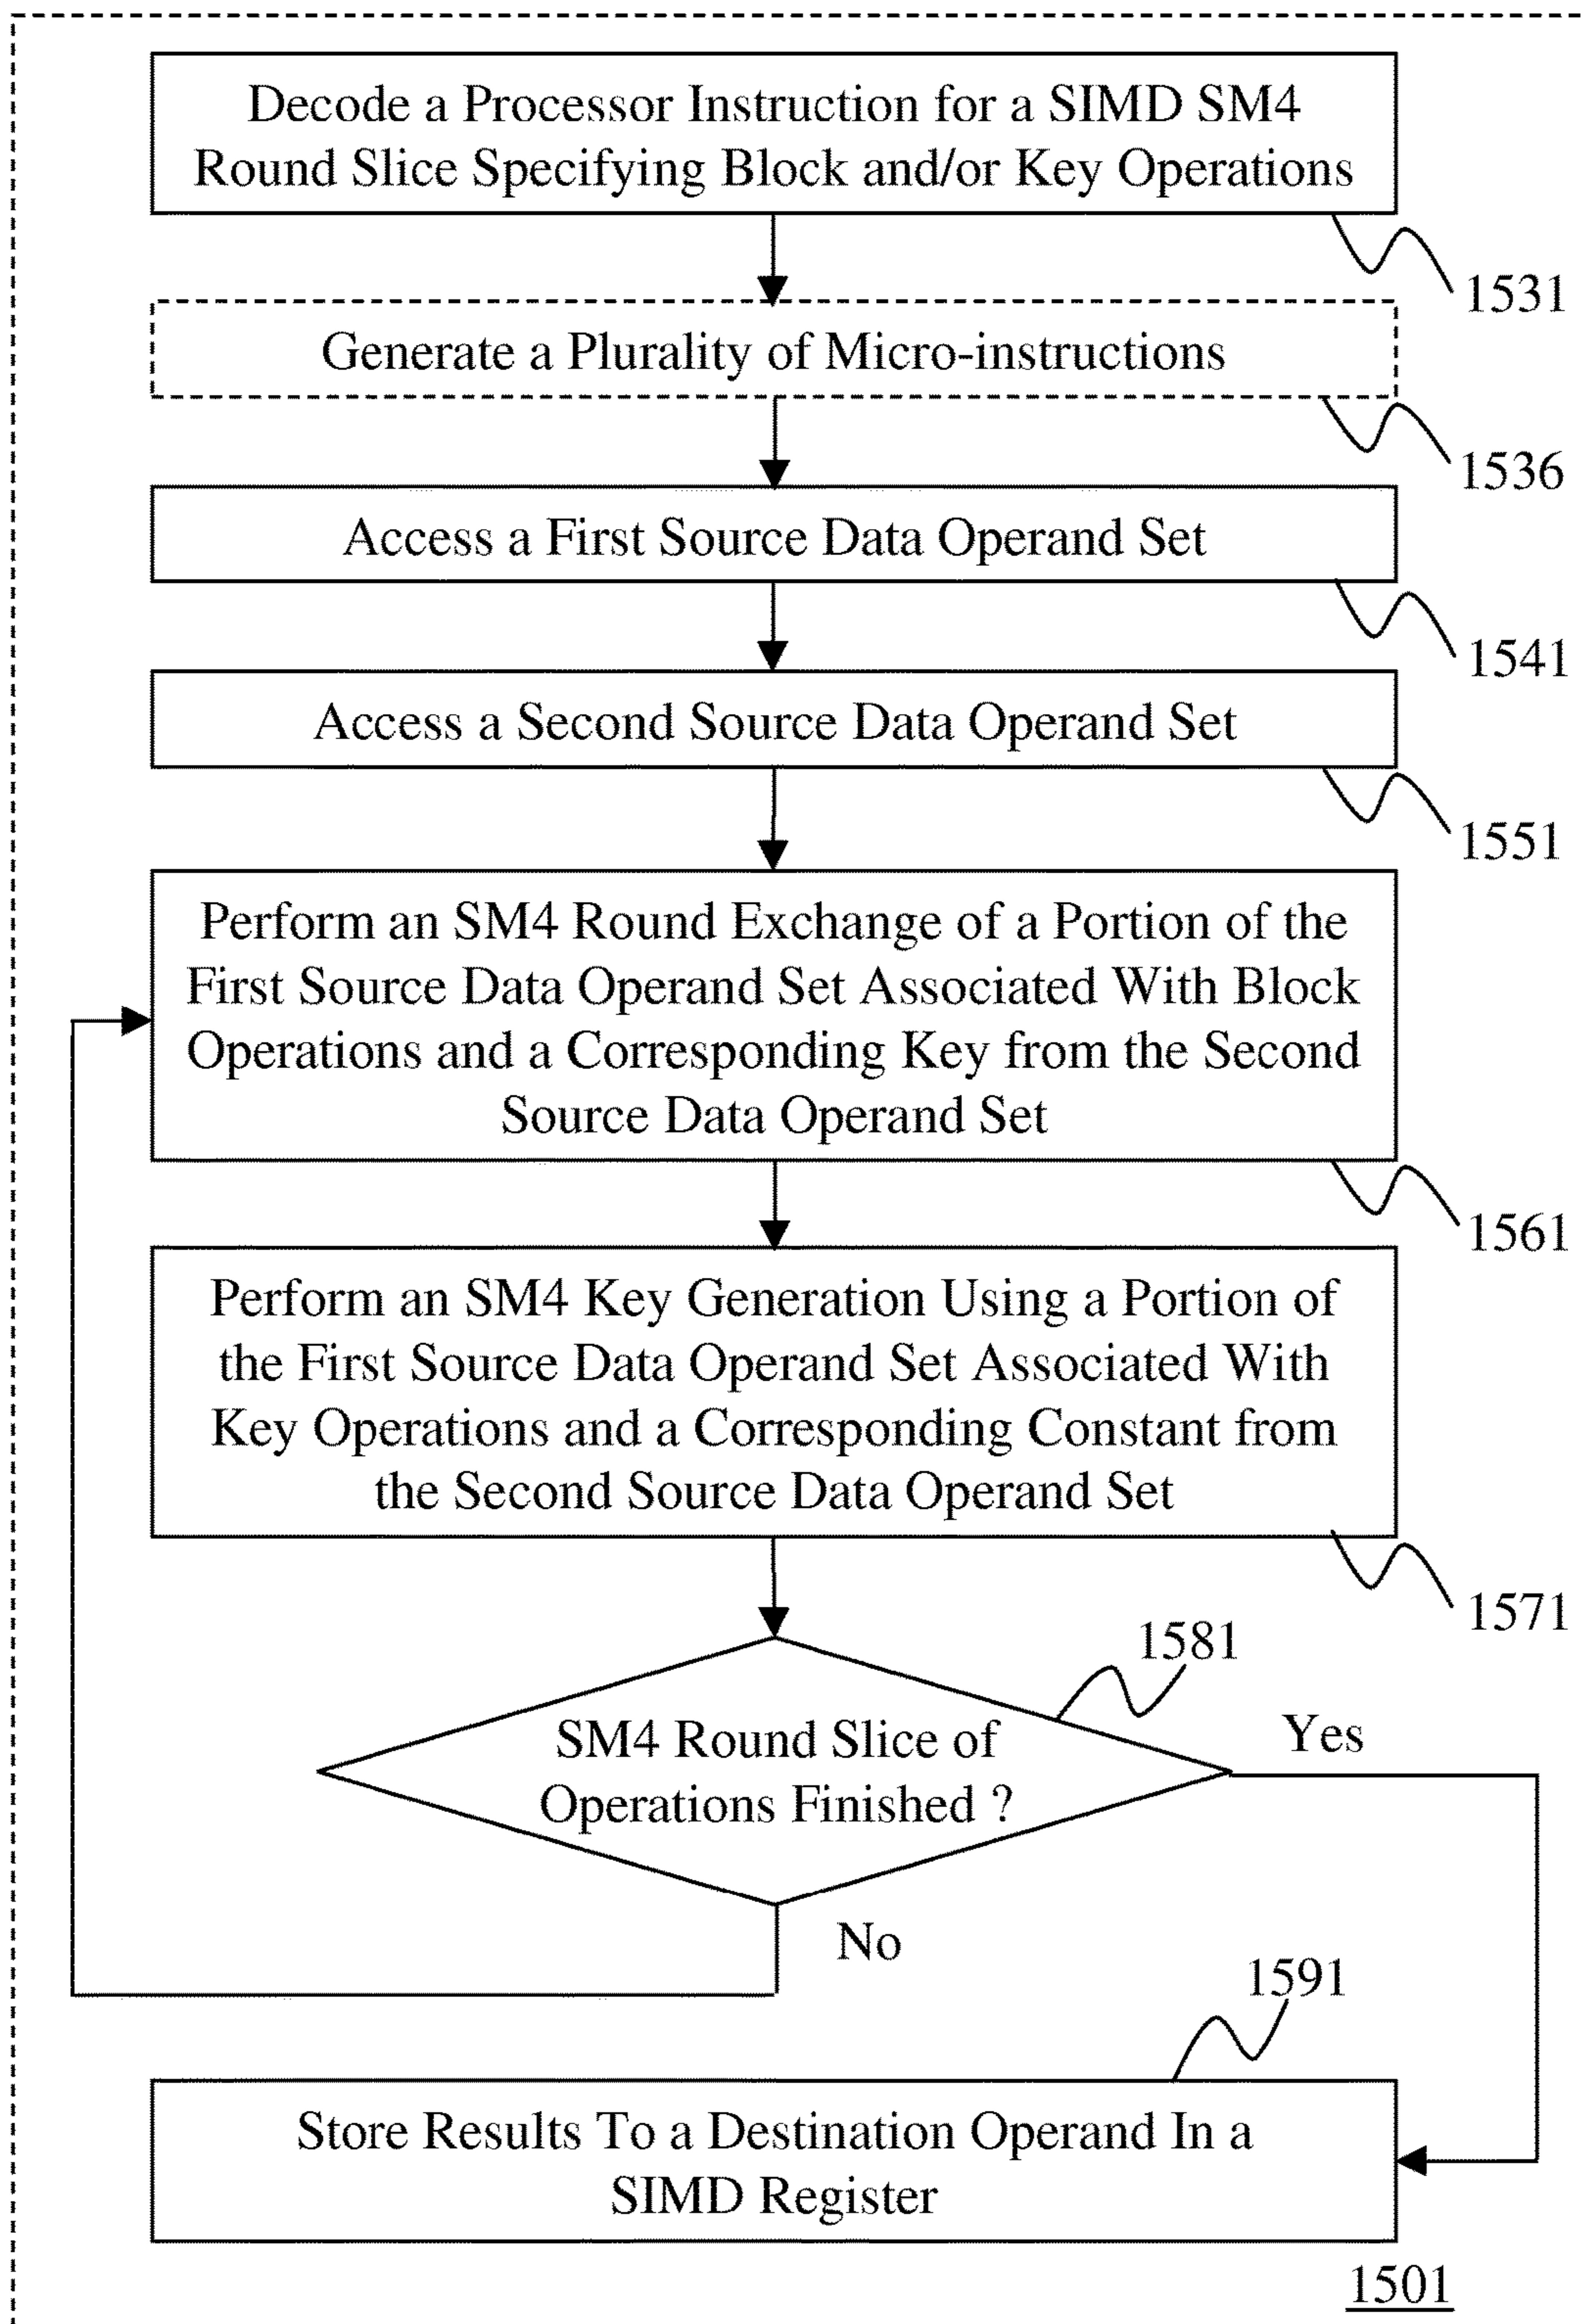 Decode a Processor Instruction for a SIMD SM4
Round Slice Specifying Block and/or Key Operations
1531
Generate a Plurality of Micro-instructions
1536
Access a First Source Data Operand Set
1541
Access a Second Source Data Operand Set
1551
Perform an SM4 Round Exchange of a Portion of the
First Source Data Operand Set Associated With Block
Operations and a Corresponding Key from the Second
Source Data Operand Set
1561
Perform an SM4 Key Generation Using a Portion of
the First Source Data Operand Set Associated With
Key Operations and a Corresponding Constant from
the Second Source Data Operand Set
1571
1581
SM4 Round Slice of
Operations Finished ?
Yes
No
1591
Store Results To a Destination Operand In a
SIMD Register
1501